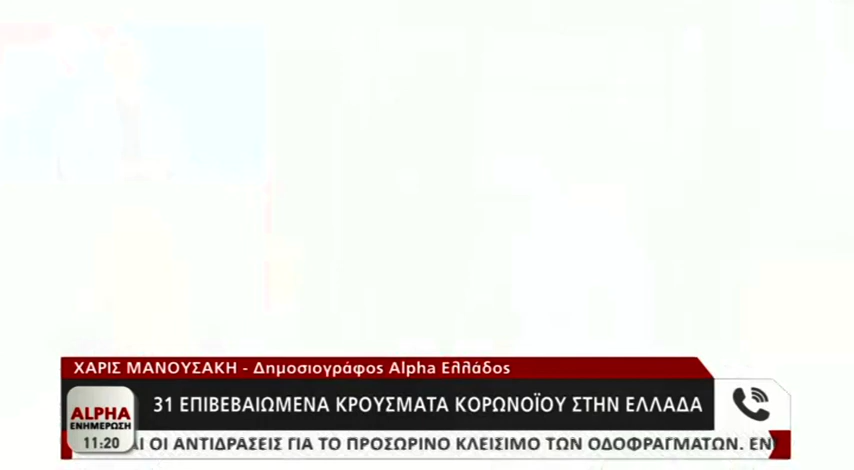 ΧΑΡΙΣ ΜΑΝΟΥΣΑΚΗ - Δημοσιογράφος Alpha Ελλάδος
31 ΕΠΙΒΕΒΑΙΩΜΕΝΑ ΚΡΟΥΣΜΑΤΑ ΚΟΡΩΝΟΪΟΥ ΣΤΗΝ ΕΛΛΑΔΑ
ALPHA
ΕΝΗΜΕΡΩΣΗ
11:20
ΑΙ ΟΙ ΑΝΤΙΔΡΑΣΕΙΣ ΓΙΑ ΤΟ ΠΡΟΣΩΡΙΝΟ ΚΛΕΙΣΙΜΟ ΤΩΝ ΟΔΟΦΡΑΓΜΑΤΩΝ.